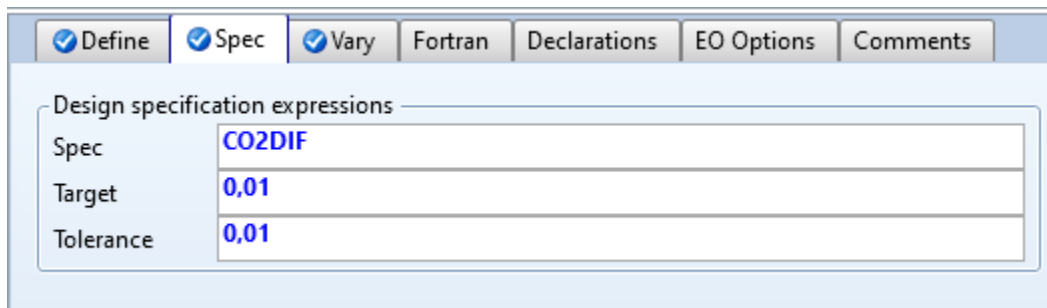 Define Spec Vary Fortran Declarations EO Options Comments
Design specification expressions
Spec CO2DIF
Target 0,01
Tolerance 0,01